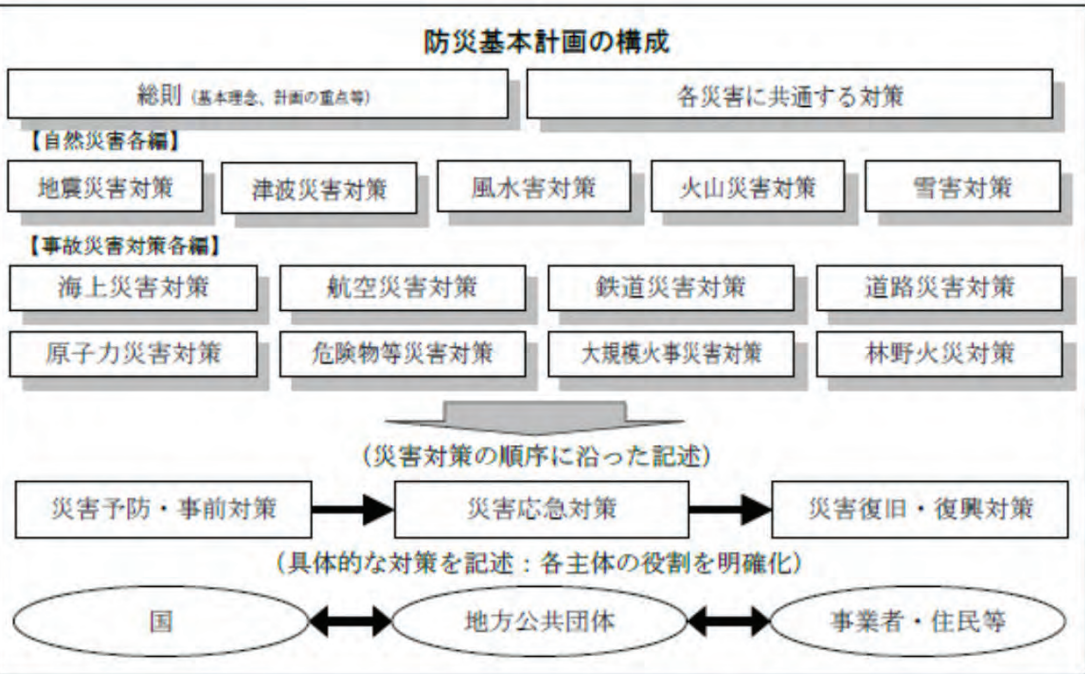 防災基本計画の構成
総則（基本理念、計画の重点等）
各災害に共通する対策
【自然災害各編】
地震災害対策
津波災害対策
風水害対策
火山災害対策
雪害対策
【事故災害対策各編】
海上災害対策
航空災害対策
鉄道災害対策
道路災害対策
原子力災害対策
危険物等災害対策
大規模火事災害対策
林野火災対策
（災害対策の順序に沿った記述）
災害予防・事前対策
災害応急対策
災害復旧・復興対策
（具体的な対策を記述：各主体の役割を明確化）
国
地方公共団体
事業者・住民等